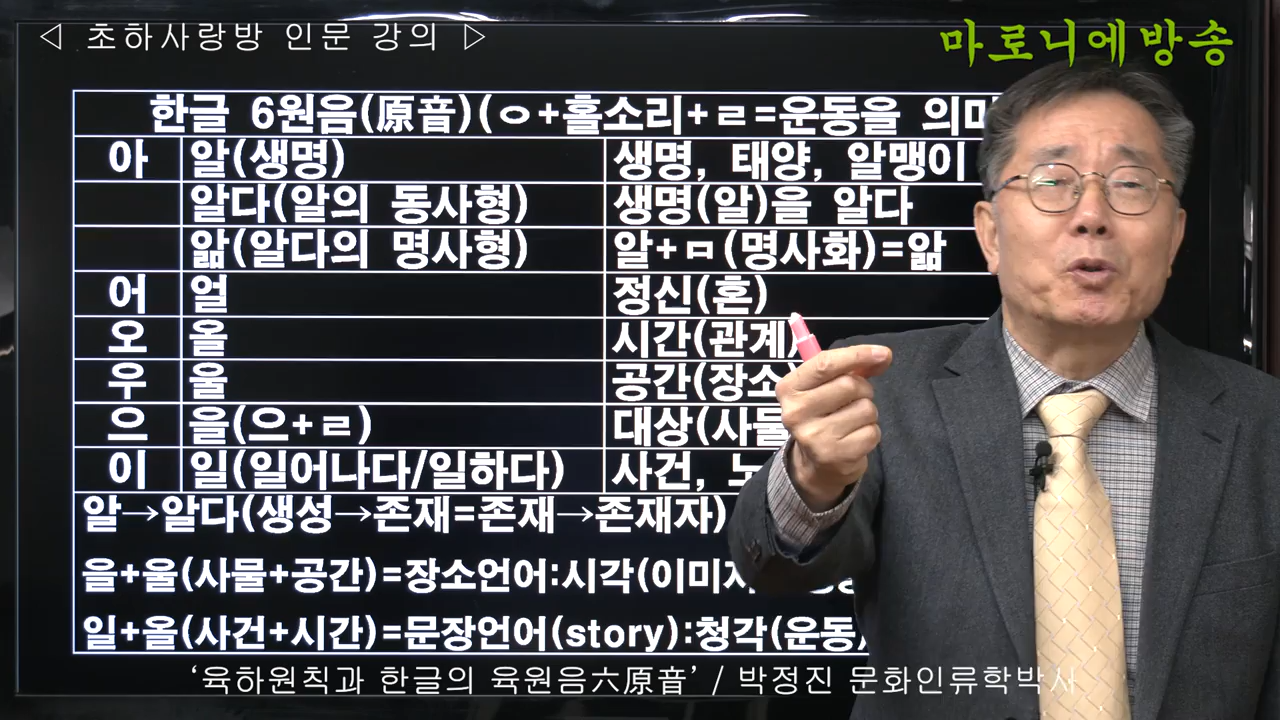 ◁ 초하사랑방 인문 강의 ▷
마로니에방송
한글 6원음(原音)(ㅇ+홀소리+ㄹ=운동을
아 알(생명) 생명, 태양, 알맹이
알다(알의 동사형) 생명(알)을 알다
앎(알다의 명사형) 알+ㅁ(명사화)=앎
어 얼 정신(혼)
오 올 시간(관계)
우 울 공간(장소)
으 을(으+ㄹ) 대상(사물
이 일(일어나다/일하다) 사건,
알→알다(생성→존재=존재→존재자)
을+울(사물+공간)=장소언어:시각(이미지
일+올(사건+시간)=문장언어(story):청각(운동)
‘육하원칙과 한글의 육원음六原音’ / 박정진 문화인류학박사